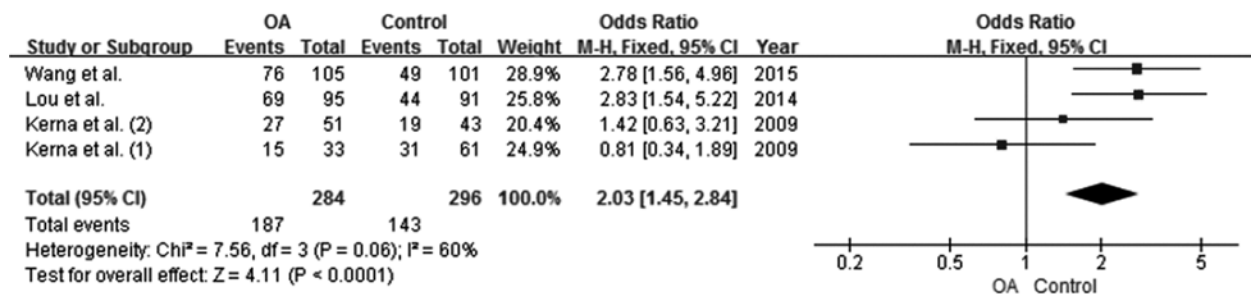 OA Control Odds Ratio Odds Ratio
Study or Subgroup Events Total Events Total Weight M-H, Fixed, 95% CI Year M-H, Fixed, 95% CI
Wang et al. 76 105 49 101 28.9% 2.78 [1.56, 4.96] 2015
Lou et al. 69 95 44 91 25.8% 2.83 [1.54, 5.22] 2014
Kerna et al. (2) 27 51 19 43 20.4% 1.42 [0.63, 3.21] 2009
Kerna et al. (1) 15 33 31 61 24.9% 0.81 [0.34, 1.89] 2009
Total (95% CI) 284 296 100.0% 2.03 [1.45, 2.84]
Total events 187 143
Heterogeneity: Chi² = 7.56, df = 3 (P = 0.06); I² = 60%
Test for overall effect: Z = 4.11 (P < 0.0001)
0.2 0.5 1 2 5
OA Control